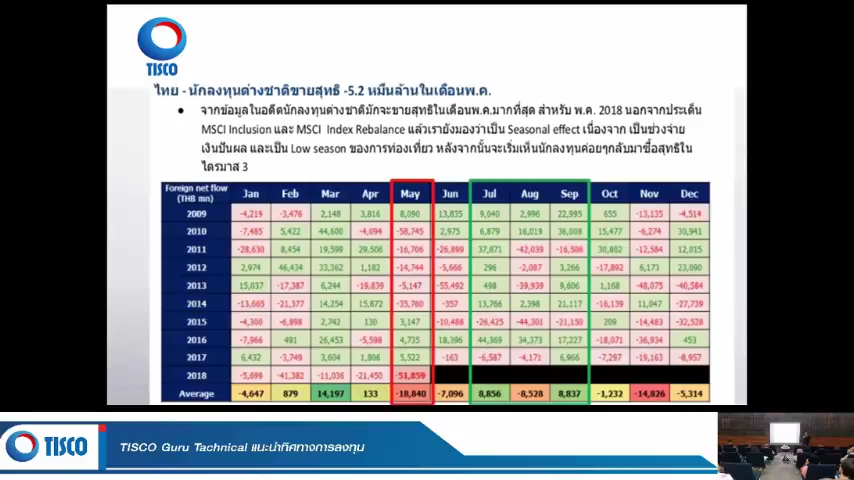 TISCO
ไทย - นักลงทุนต่างชาติขายสุทธิ -5.2 หมื่นล้านในเดือนพ.ค.
• จากข้อมูลในอดีตนักลงทุนต่างชาติมักจะขายสุทธิในเดือนพ.ค.มากที่สุด สำหรับ พ.ค. 2018 นอกจากประเด็น
MSCI Inclusion และ MSCI Index Rebalance แล้วเรายังมองว่าเป็น Seasonal effect เนื่องจาก เป็นช่วงจ่าย
เงินปันผล และเป็น Low season ของการท่องเที่ยว หลังจากนั้นจะเริ่มเห็นนักลงทุนค่อยๆกลับมาซื้อสุทธิใน
ไตรมาส 3
Foreign net flow (THB mn) Jan Feb Mar Apr May Jun Jul Aug Sep Oct Nov Dec
2009 -4,219 -3,476 2,148 3,816 8,090 13,835 9,040 2,996 22,995 655 -13,135 -4,514
2010 -7,485 5,422 44,600 -4,094 -58,745 2,975 6,879 16,019 36,008 15,477 -6,274 30,941
2011 -28,630 8,454 19,599 29,506 -16,706 -26,899 37,871 -42,039 -16,506 30,802 -12,584 12,015
2012 2,974 46,434 33,362 1,182 -14,744 -5,666 296 -2,087 3,266 -17,892 6,173 23,090
2013 15,037 -17,387 6,244 -19,839 -5,147 -55,492 498 -39,939 9,606 1,168 -48,075 -40,584
2014 -13,665 -21,377 14,254 15,872 -35,760 -357 13,766 2,398 21,117 -16,139 11,047 -27,739
2015 -4,300 -6,898 2,742 130 3,147 -10,488 -26,425 -44,301 -21,150 209 -14,483 -32,528
2016 -7,966 491 26,453 -5,598 4,735 18,396 44,369 34,373 17,227 -18,071 -36,934 453
2017 6,432 -3,749 3,604 1,806 5,522 -163 -6,587 -4,171 6,966 -7,297 -19,163 -8,957
2018 -5,699 -41,382 -11,036 -21,450 -51,859
Average -4,647 879 14,197 133 -18,840 -7,096 8,856 -8,528 8,837 -1,232 -14,826 -5,314
TISCO
TISCO Guru Tachnical แนะนำทิศทางการลงทุน